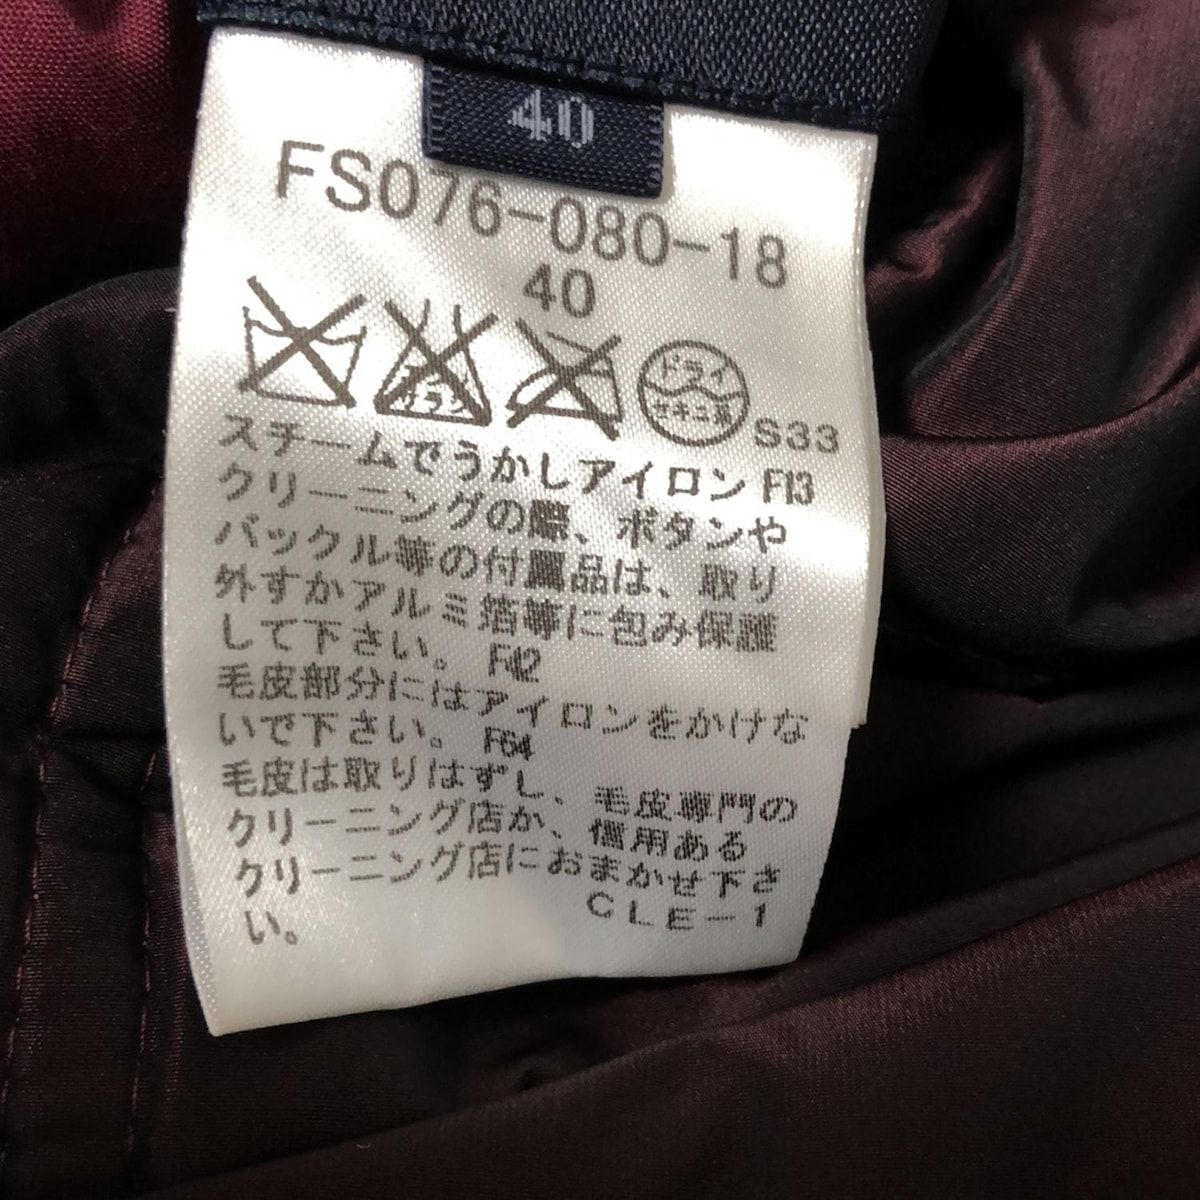 40
FS076-080-18
40
エンソ
サラシ
ドライ
セキユ系
S33
スチームでうかしアイロン F13
クリーニングの際、ボタンや
バックル等の付属品は、取り
外すかアルミ箔等に包み保護
して下さい。 F42
毛皮部分にはアイロンをかけな
いで下さい。 F64
毛皮は取りはずし、毛皮専門の
クリーニング店か、信用ある
クリーニング店におまかせ下さ
い。 CLE-1